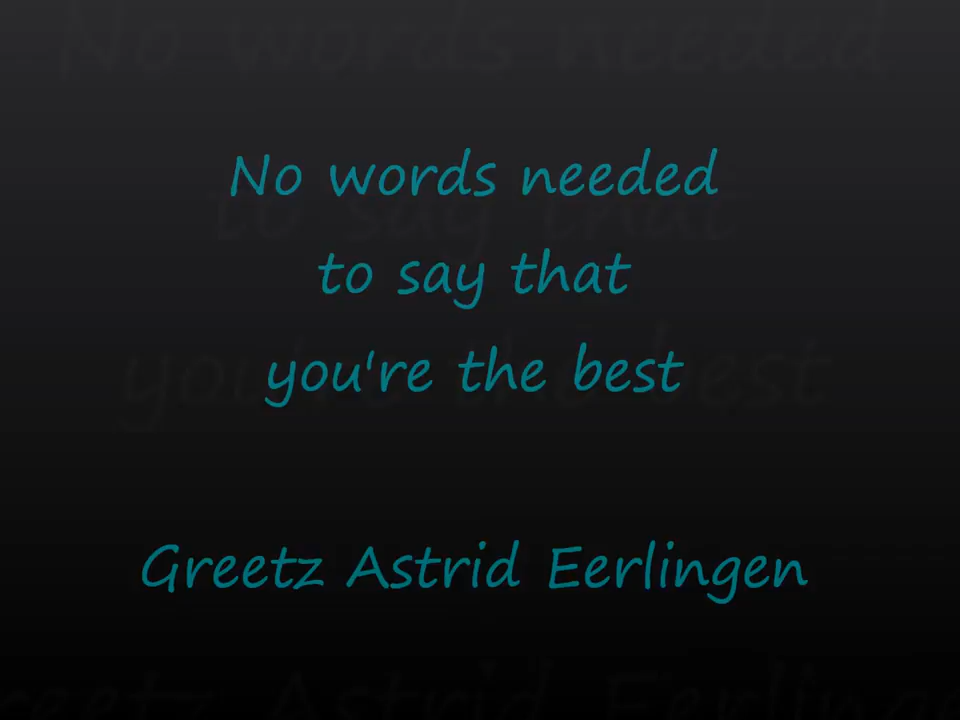 No words needed
to say that
you're the best
Greetz Astrid Eerlingen